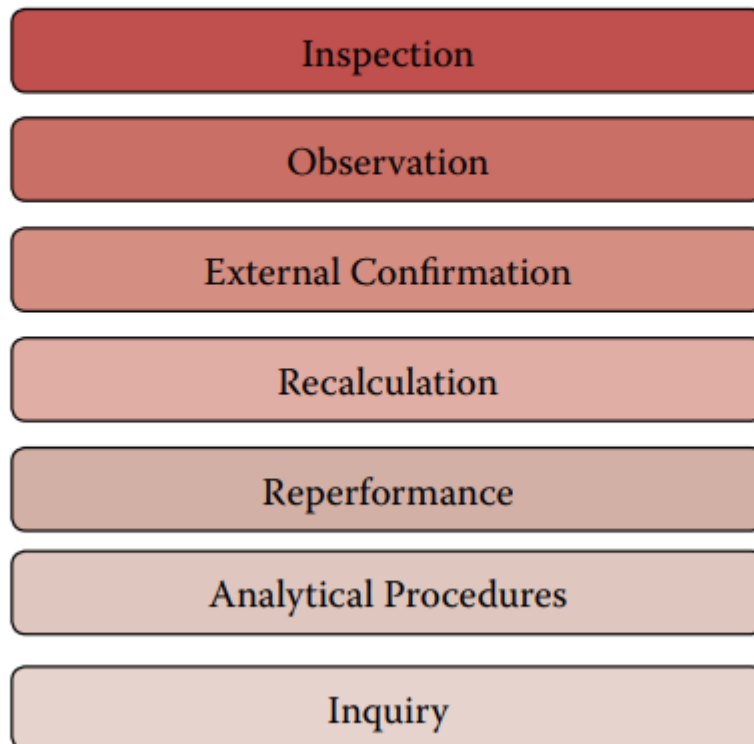 Inspection
Observation
External Confirmation
Recalculation
Reperformance
Analytical Procedures
Inquiry